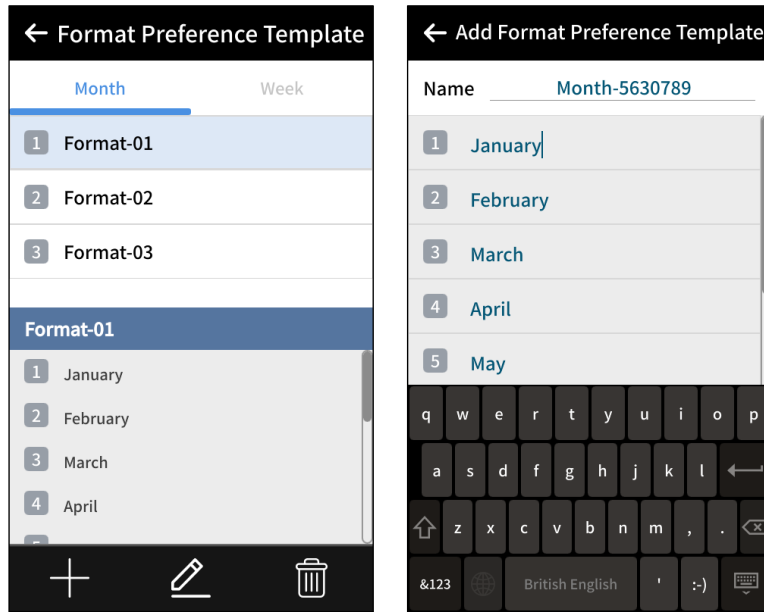 Format Preference Template
Month Week
1 Format-01
2 Format-02
3 Format-03
Format-01
1 January
2 February
3 March
4 April
Add Format Preference Template
Name Month-5630789
1 January
2 February
3 March
4 April
5 May
q w e r t y u i o p
a s d f g h j k l
z x c v b n m , .
&123 British English ' :-)